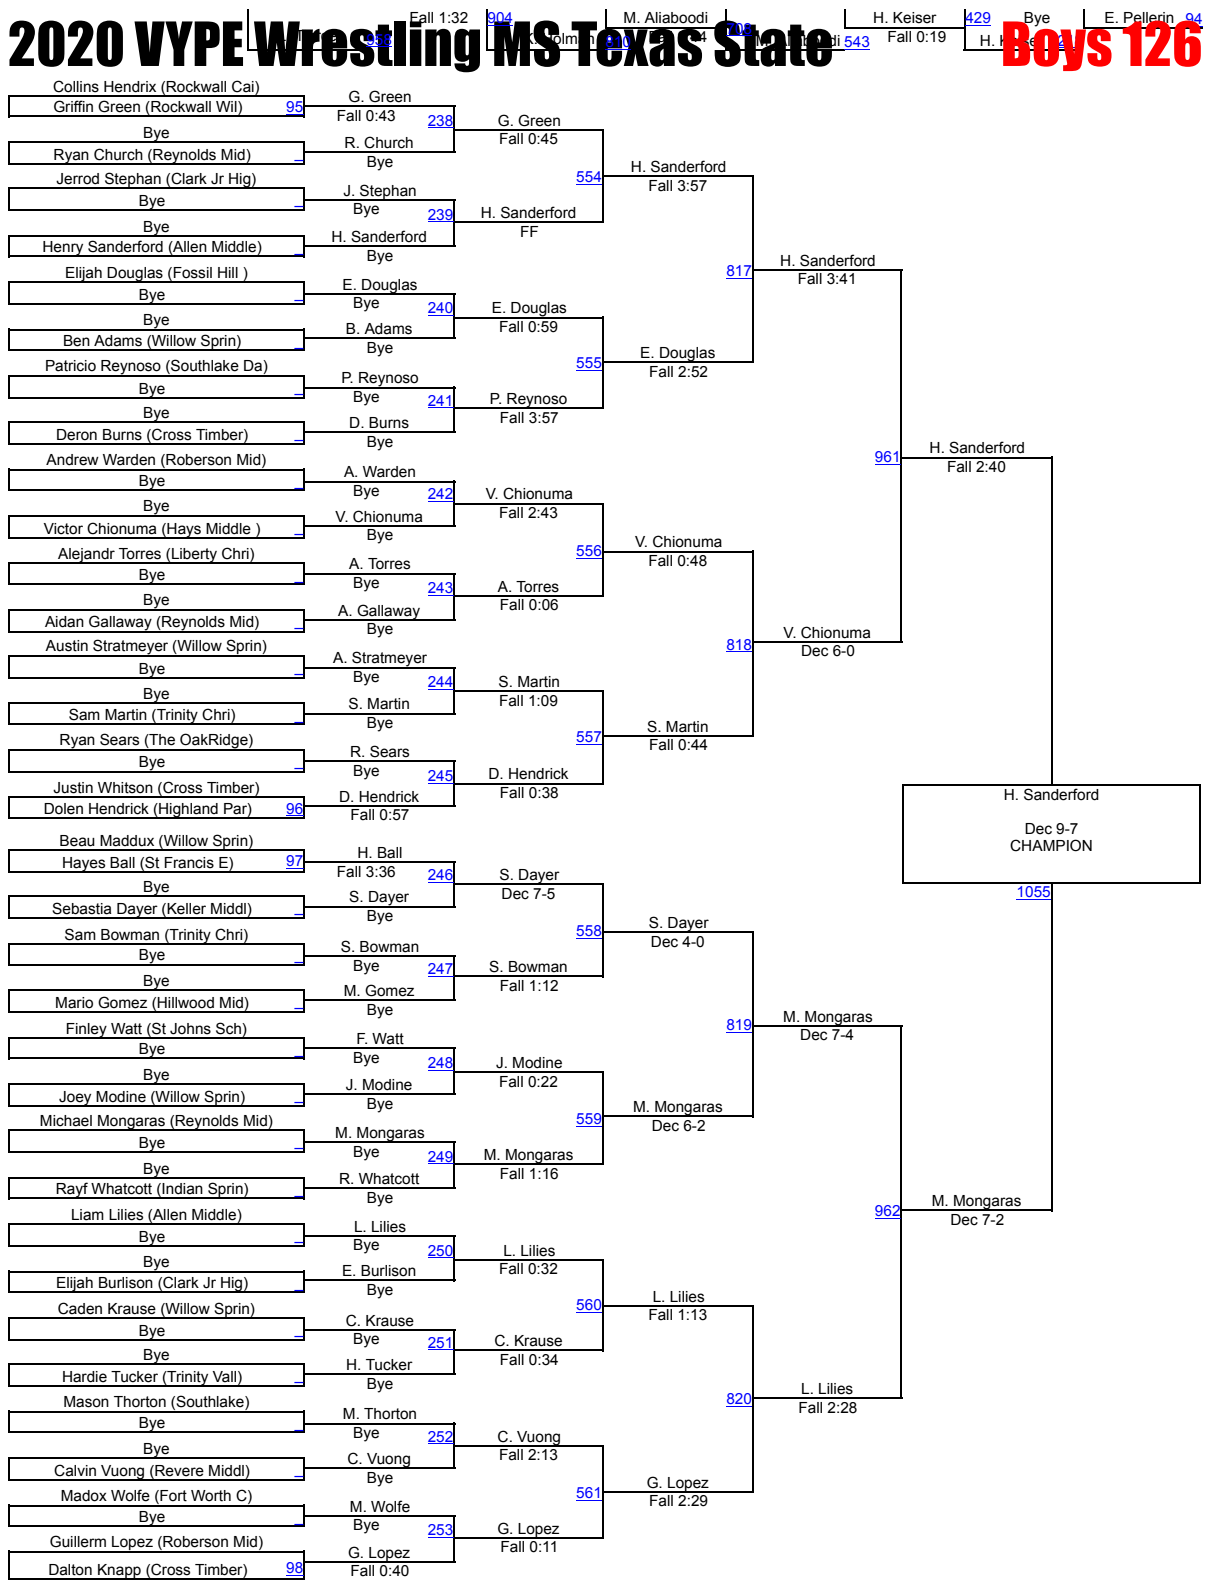 Fall 1:32 904 M. Aliaboodi H. Keiser 429 Bye E. Pellerin 94
543 Fall 0:19
2020 VYPE Wrestling MS Texas State Boys 126
Collins Hendrix (Rockwall Cai)
Griffin Green (Rockwall Wil) 95
Bye
Ryan Church (Reynolds Mid)
Jerrod Stephan (Clark Jr Hig)
Bye
Bye
Henry Sanderford (Allen Middle)
Elijah Douglas (Fossil Hill )
Bye
Bye
Ben Adams (Willow Sprin)
Patricio Reynoso (Southlake Da)
Bye
Bye
Deron Burns (Cross Timber)
Andrew Warden (Roberson Mid)
Bye
Bye
Victor Chionuma (Hays Middle )
Alejandr Torres (Liberty Chri)
Bye
Bye
Aidan Gallaway (Reynolds Mid)
Austin Stratmeyer (Willow Sprin)
Bye
Bye
Sam Martin (Trinity Chri)
Ryan Sears (The OakRidge)
Bye
Justin Whitson (Cross Timber)
Dolen Hendrick (Highland Par) 96
Beau Maddux (Willow Sprin)
Hayes Ball (St Francis E) 97
Bye
Sebastia Dayer (Keller Middl)
Sam Bowman (Trinity Chri)
Bye
Bye
Mario Gomez (Hillwood Mid)
Finley Watt (St Johns Sch)
Bye
Bye
Joey Modine (Willow Sprin)
Michael Mongaras (Reynolds Mid)
Bye
Bye
Rayf Whatcott (Indian Sprin)
Liam Lilies (Allen Middle)
Bye
Bye
Elijah Burlison (Clark Jr Hig)
Caden Krause (Willow Sprin)
Bye
Bye
Hardie Tucker (Trinity Vall)
Mason Thorton (Southlake)
Bye
Bye
Calvin Vuong (Revere Middl)
Madox Wolfe (Fort Worth C)
Bye
Guillerm Lopez (Roberson Mid)
Dalton Knapp (Cross Timber) 98
G. Green
Fall 0:43
238
R. Church
Bye
J. Stephan
Bye
239
H. Sanderford
Bye
E. Douglas
Bye
240
B. Adams
Bye
P. Reynoso
Bye
241
D. Burns
Bye
A. Warden
Bye
242
V. Chionuma
Bye
A. Torres
Bye
243
A. Gallaway
Bye
A. Stratmeyer
Bye
244
S. Martin
Bye
R. Sears
Bye
245
D. Hendrick
Fall 0:57
H. Ball
Fall 3:36
246
S. Dayer
Bye
S. Bowman
Bye
247
M. Gomez
Bye
F. Watt
Bye
248
J. Modine
Bye
M. Mongaras
Bye
249
R. Whatcott
Bye
L. Lilies
Bye
250
E. Burlison
Bye
C. Krause
Bye
251
H. Tucker
Bye
M. Thorton
Bye
252
C. Vuong
Bye
M. Wolfe
Bye
253
G. Lopez
Fall 0:40
G. Green
Fall 0:45
554
H. Sanderford
FF
E. Douglas
Fall 0:59
555
P. Reynoso
Fall 3:57
V. Chionuma
Fall 2:43
556
A. Torres
Fall 0:06
S. Martin
Fall 1:09
557
D. Hendrick
Fall 0:38
S. Dayer
Dec 7-5
558
S. Bowman
Fall 1:12
J. Modine
Fall 0:22
559
M. Mongaras
Fall 1:16
L. Lilies
Fall 0:32
560
C. Krause
Fall 0:34
C. Vuong
Fall 2:13
561
G. Lopez
Fall 0:11
H. Sanderford
Fall 3:57
817
E. Douglas
Fall 2:52
V. Chionuma
Fall 0:48
818
S. Martin
Fall 0:44
S. Dayer
Dec 4-0
819
M. Mongaras
Dec 6-2
L. Lilies
Fall 1:13
820
G. Lopez
Fall 2:29
H. Sanderford
Fall 3:41
961
V. Chionuma
Dec 6-0
M. Mongaras
Dec 7-4
962
L. Lilies
Fall 2:28
H. Sanderford
Fall 2:40
H. Sanderford
Dec 9-7
CHAMPION
1055
M. Mongaras
Dec 7-2